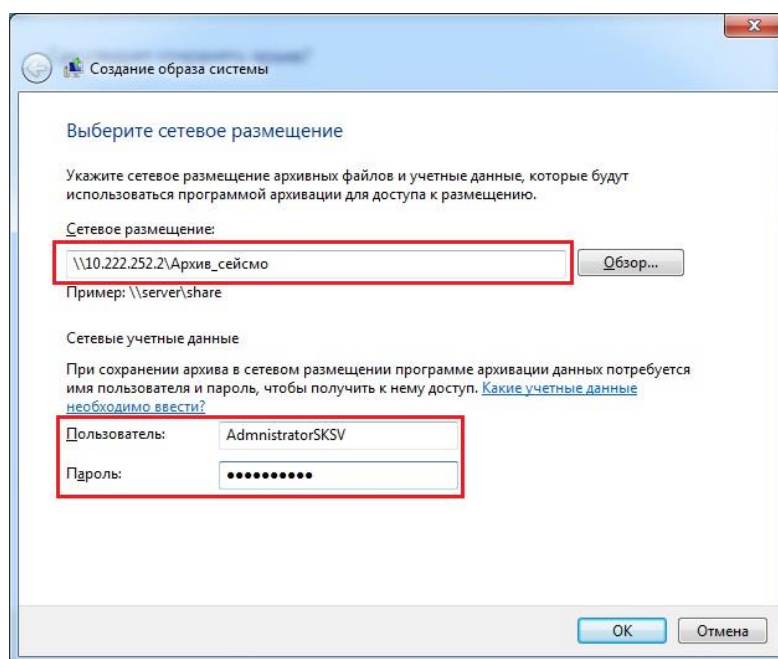 Создание образа системы
Выберите сетевое размещение
Укажите сетевое размещение архивных файлов и учетные данные, которые будут
использоваться программой архивации для доступа к размещению.
Сетевое размещение:
\\10.222.252.2\Архив_сейсмо
Обзор...
Пример: \\server\share
Сетевые учетные данные
При сохранении архива в сетевом размещении программе архивации данных потребуется
имя пользователя и пароль, чтобы получить к нему доступ. Какие учетные данные
необходимо ввести?
Пользователь: AdmnistratorSKSV
Пароль: ●●●●●●●●●●
OK Отмена